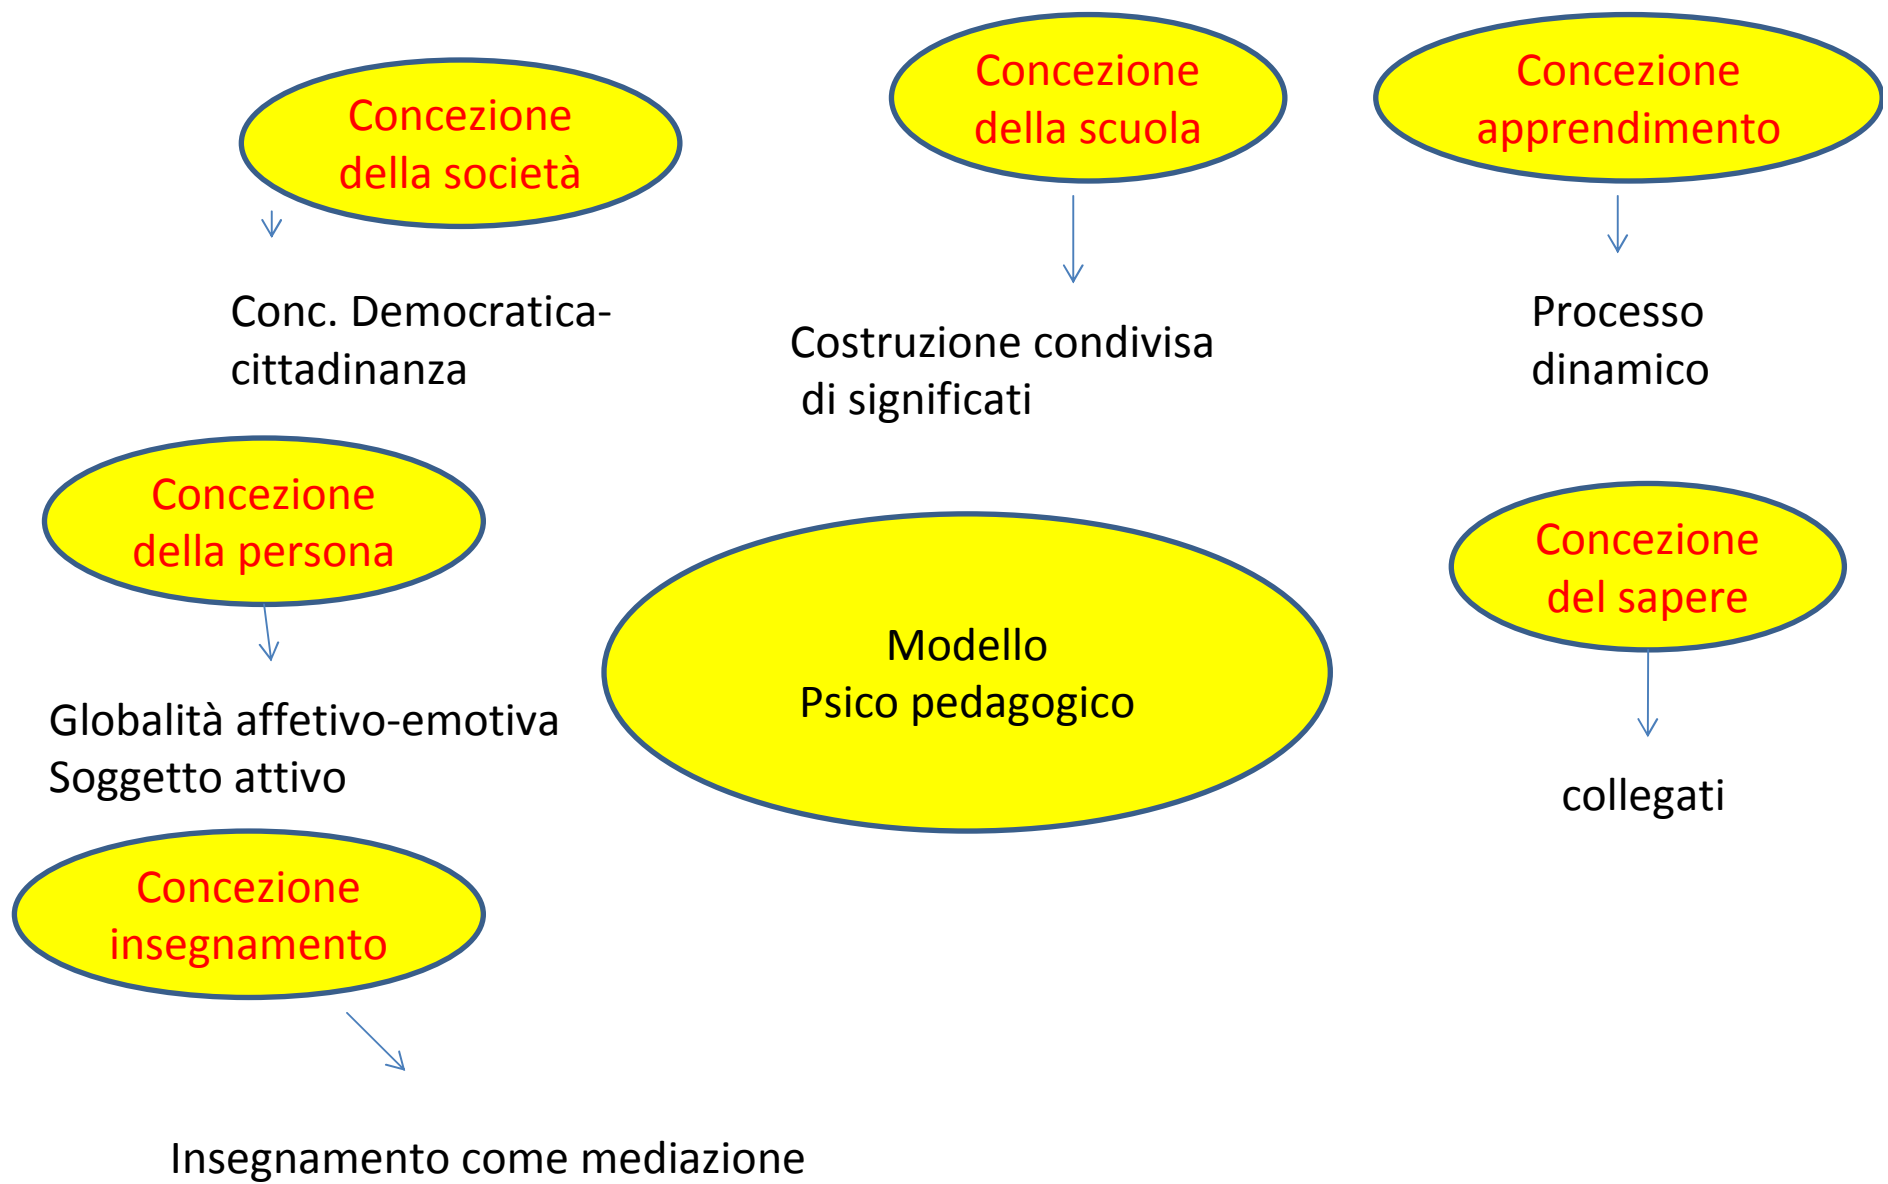 Concezione
della società
Concezione
della scuola
Concezione
apprendimento
Conc. Democratica-
cittadinanza
Costruzione condivisa
di significati
Processo
dinamico
Concezione
della persona
Modello
Psico pedagogico
Concezione
del sapere
Globalità affetivo-emotiva
Soggetto attivo
collegati
Concezione
insegnamento
Insegnamento come mediazione